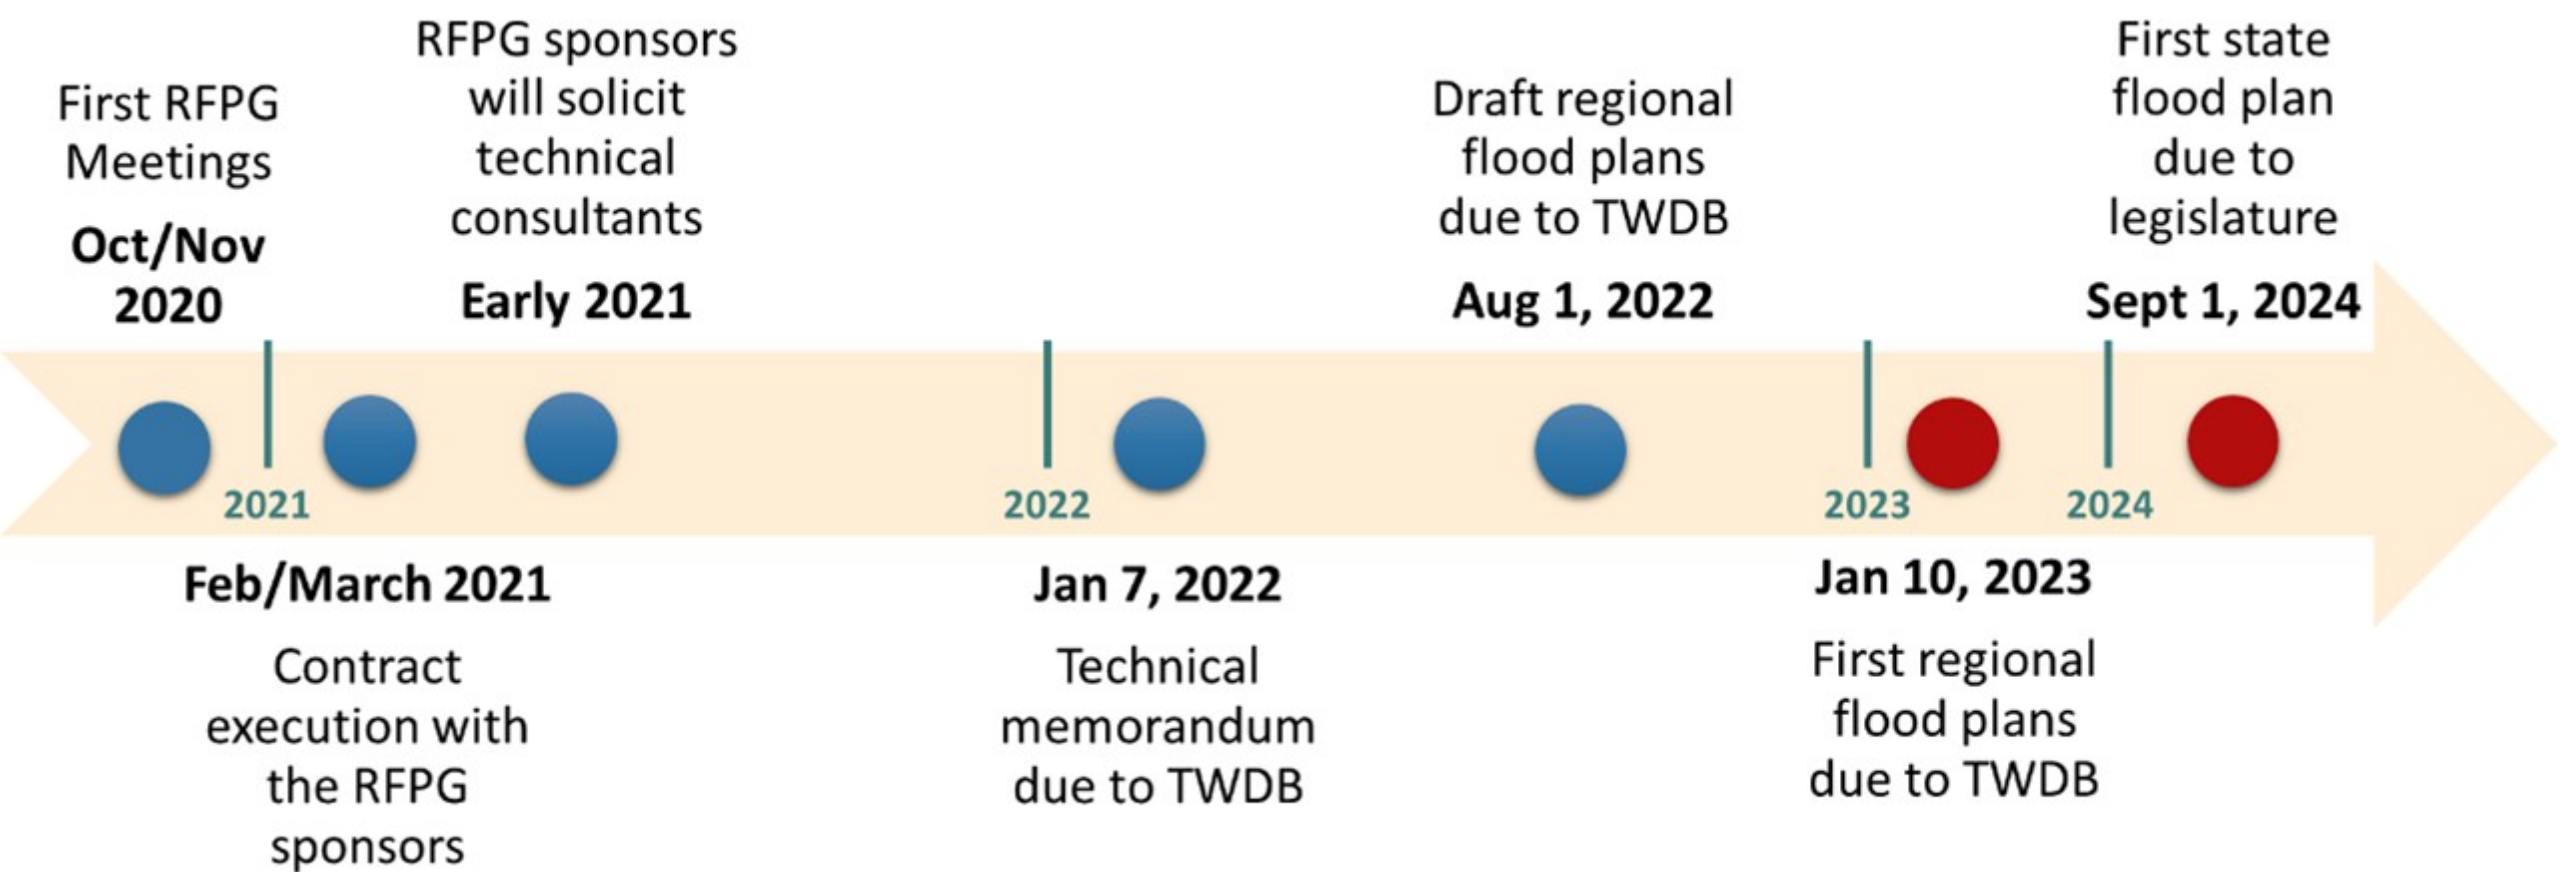 First RFPG
Meetings
Oct/Nov
2020
RFPG sponsors
will solicit
technical
consultants
Early 2021
Draft regional
flood plans
due to TWDB
Aug 1, 2022
First state
flood plan
due to
legislature
Sept 1, 2024
2021
2022
2023
2024
Feb/March 2021
Contract
execution with
the RFPG
sponsors
Jan 7, 2022
Technical
memorandum
due to TWDB
Jan 10, 2023
First regional
flood plans
due to TWDB